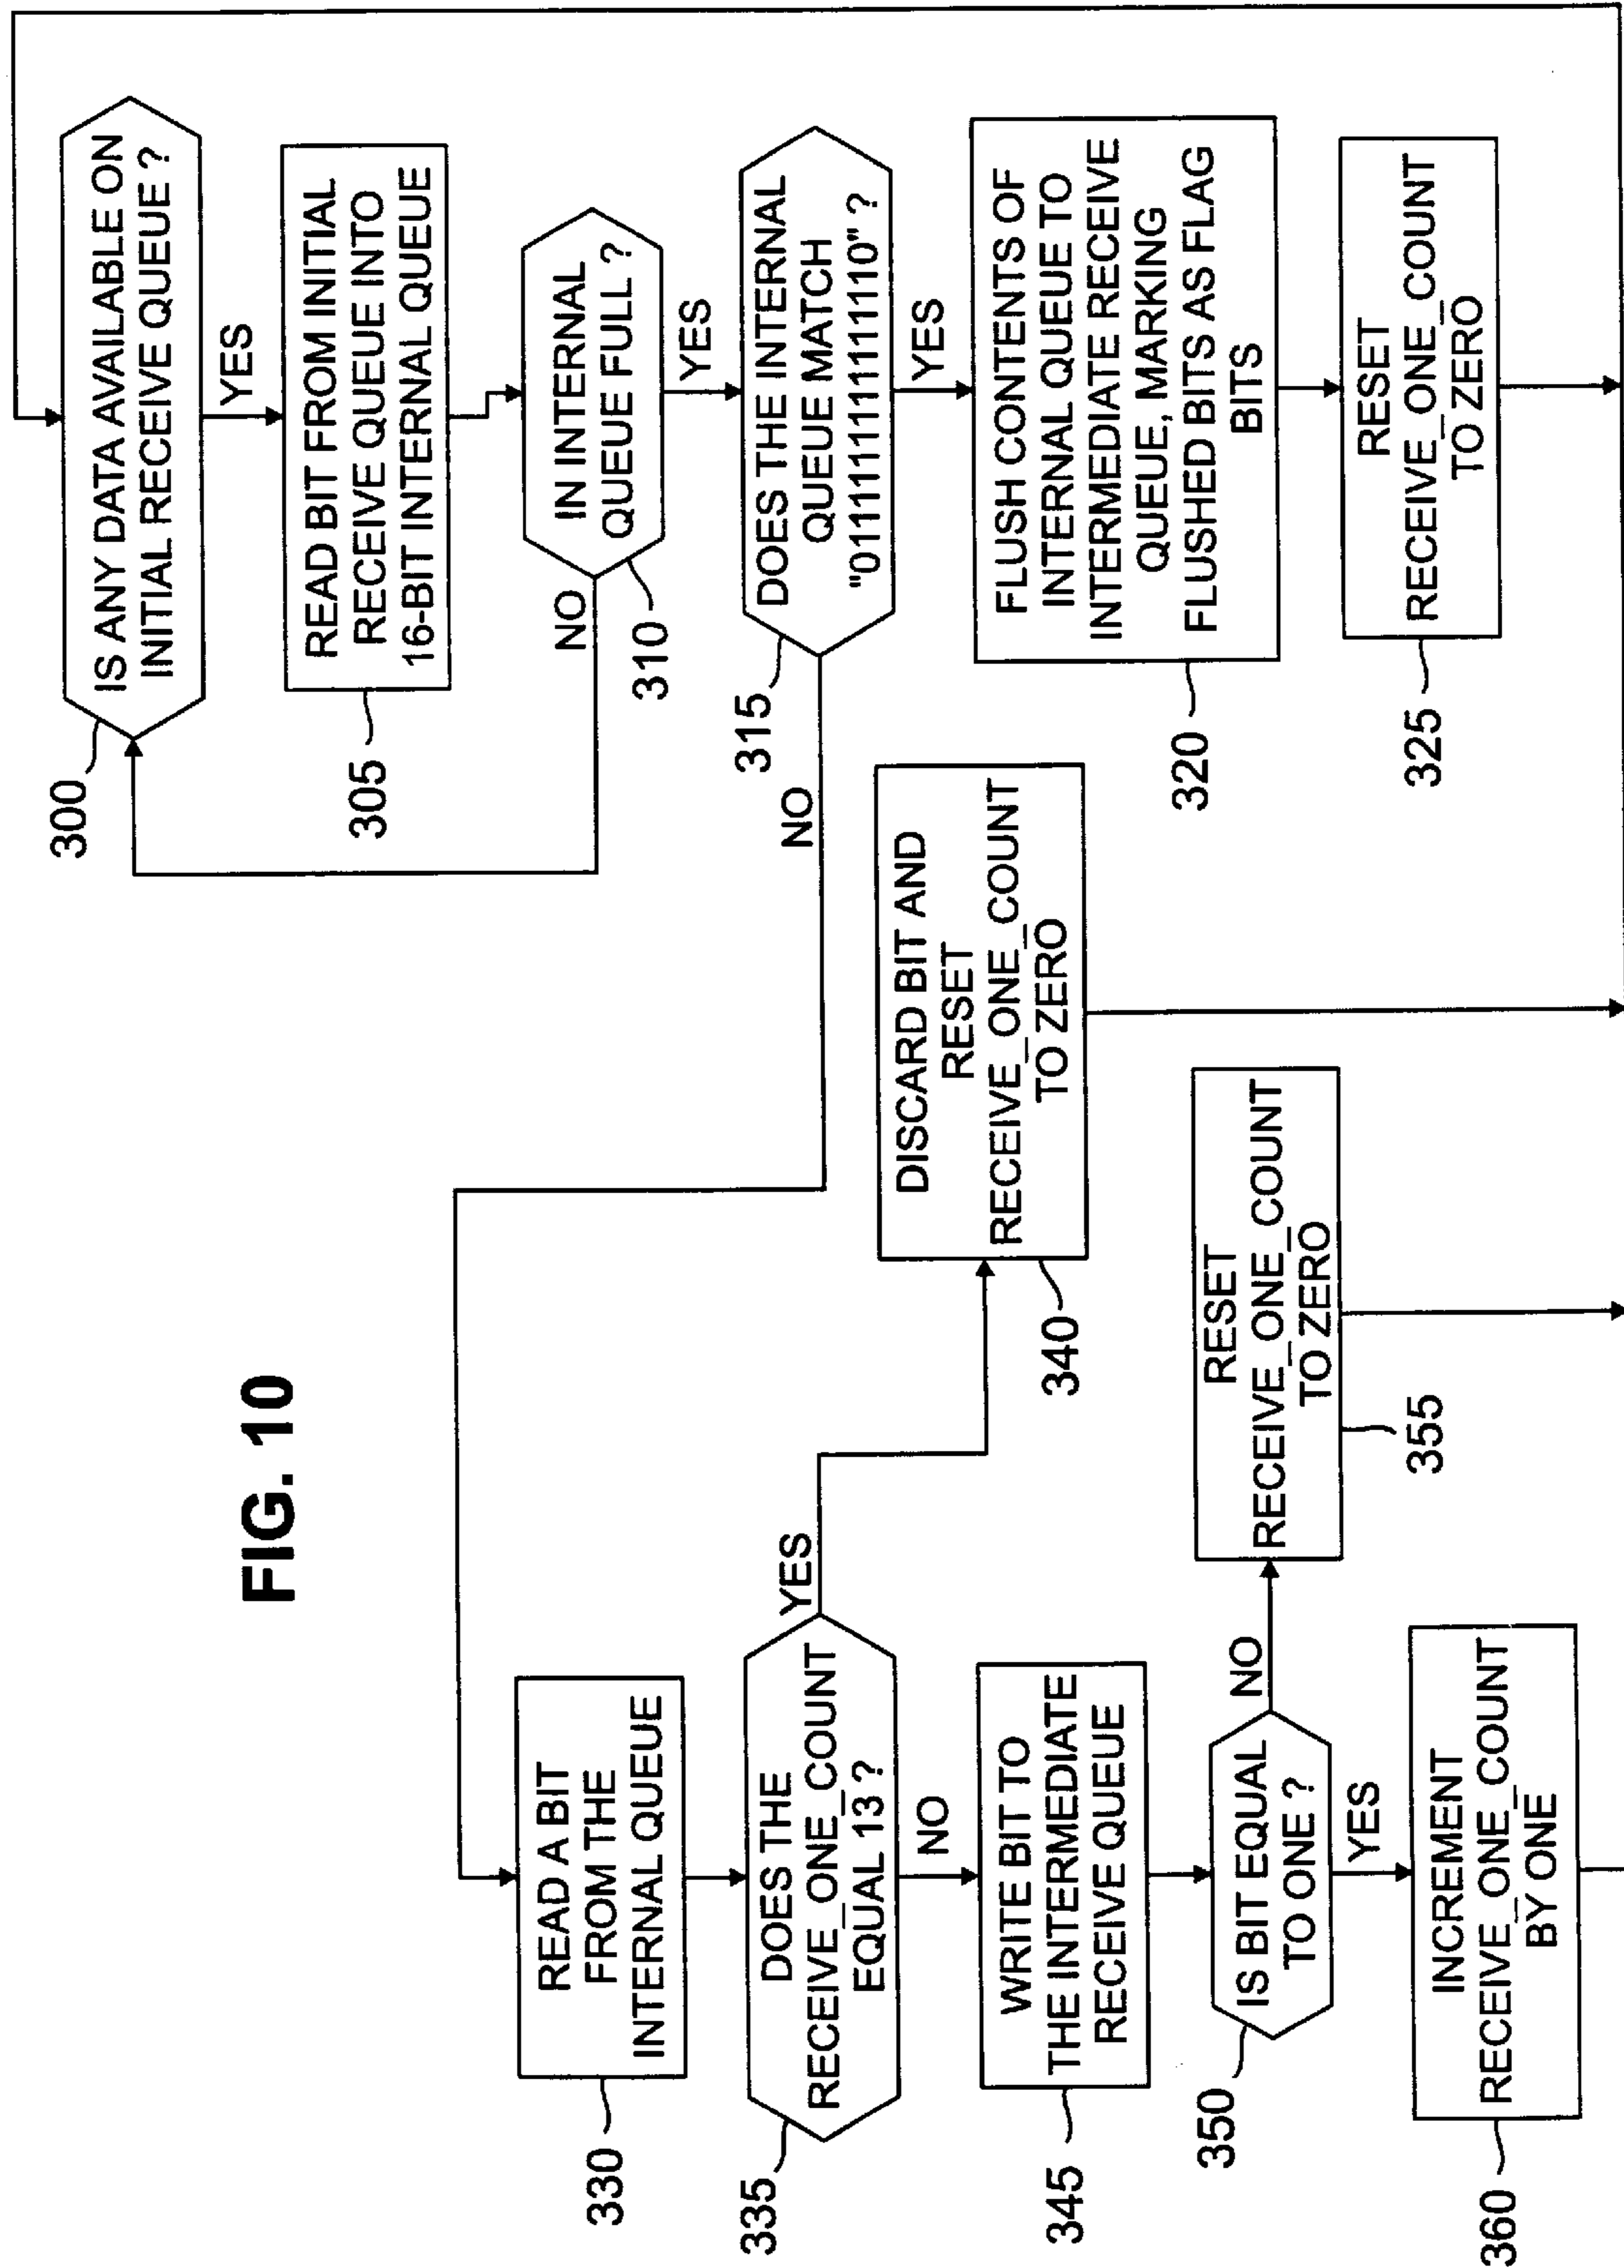 FIG. 10
IS ANY DATA AVAILABLE ON
INITIAL RECEIVE QUEUE ?
300
YES
READ BIT FROM INITIAL
RECEIVE QUEUE INTO
16-BIT INTERNAL QUEUE
305
IN INTERNAL
QUEUE FULL ?
NO
310
YES
DOES THE INTERNAL
QUEUE MATCH
"0111111111111110" ?
315
NO
YES
FLUSH CONTENTS OF
INTERNAL QUEUE TO
INTERMEDIATE RECEIVE
QUEUE, MARKING
FLUSHED BITS AS FLAG
BITS
320
RESET
RECEIVE_ONE_COUNT
TO ZERO
325
READ A BIT
FROM THE
INTERNAL QUEUE
330
DOES THE
RECEIVE_ONE_COUNT
EQUAL 13 ?
335
YES
DISCARD BIT AND
RESET
RECEIVE_ONE_COUNT
TO ZERO
340
NO
WRITE BIT TO
THE INTERMEDIATE
RECEIVE QUEUE
345
IS BIT EQUAL
TO ONE ?
350
NO
RESET
RECEIVE_ONE_COUNT
TO ZERO
355
YES
INCREMENT
RECEIVE_ONE_COUNT
BY ONE
360